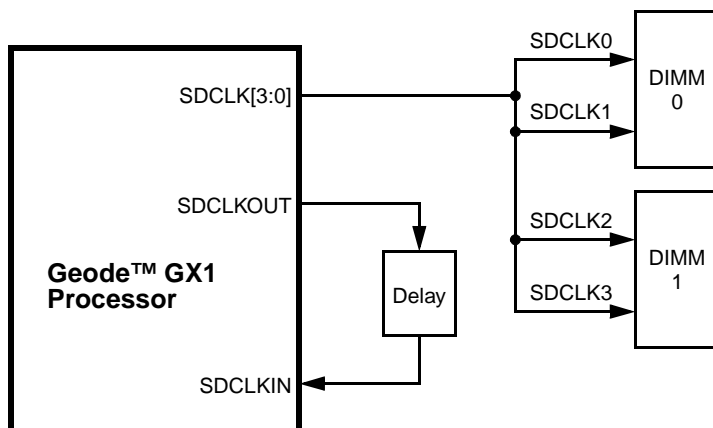 SDCLK[3:0]
SDCLKOUT
Geode™ GX1
Processor
SDCLKIN
Delay
SDCLK0
SDCLK1
DIMM
0
SDCLK2
SDCLK3
DIMM
1